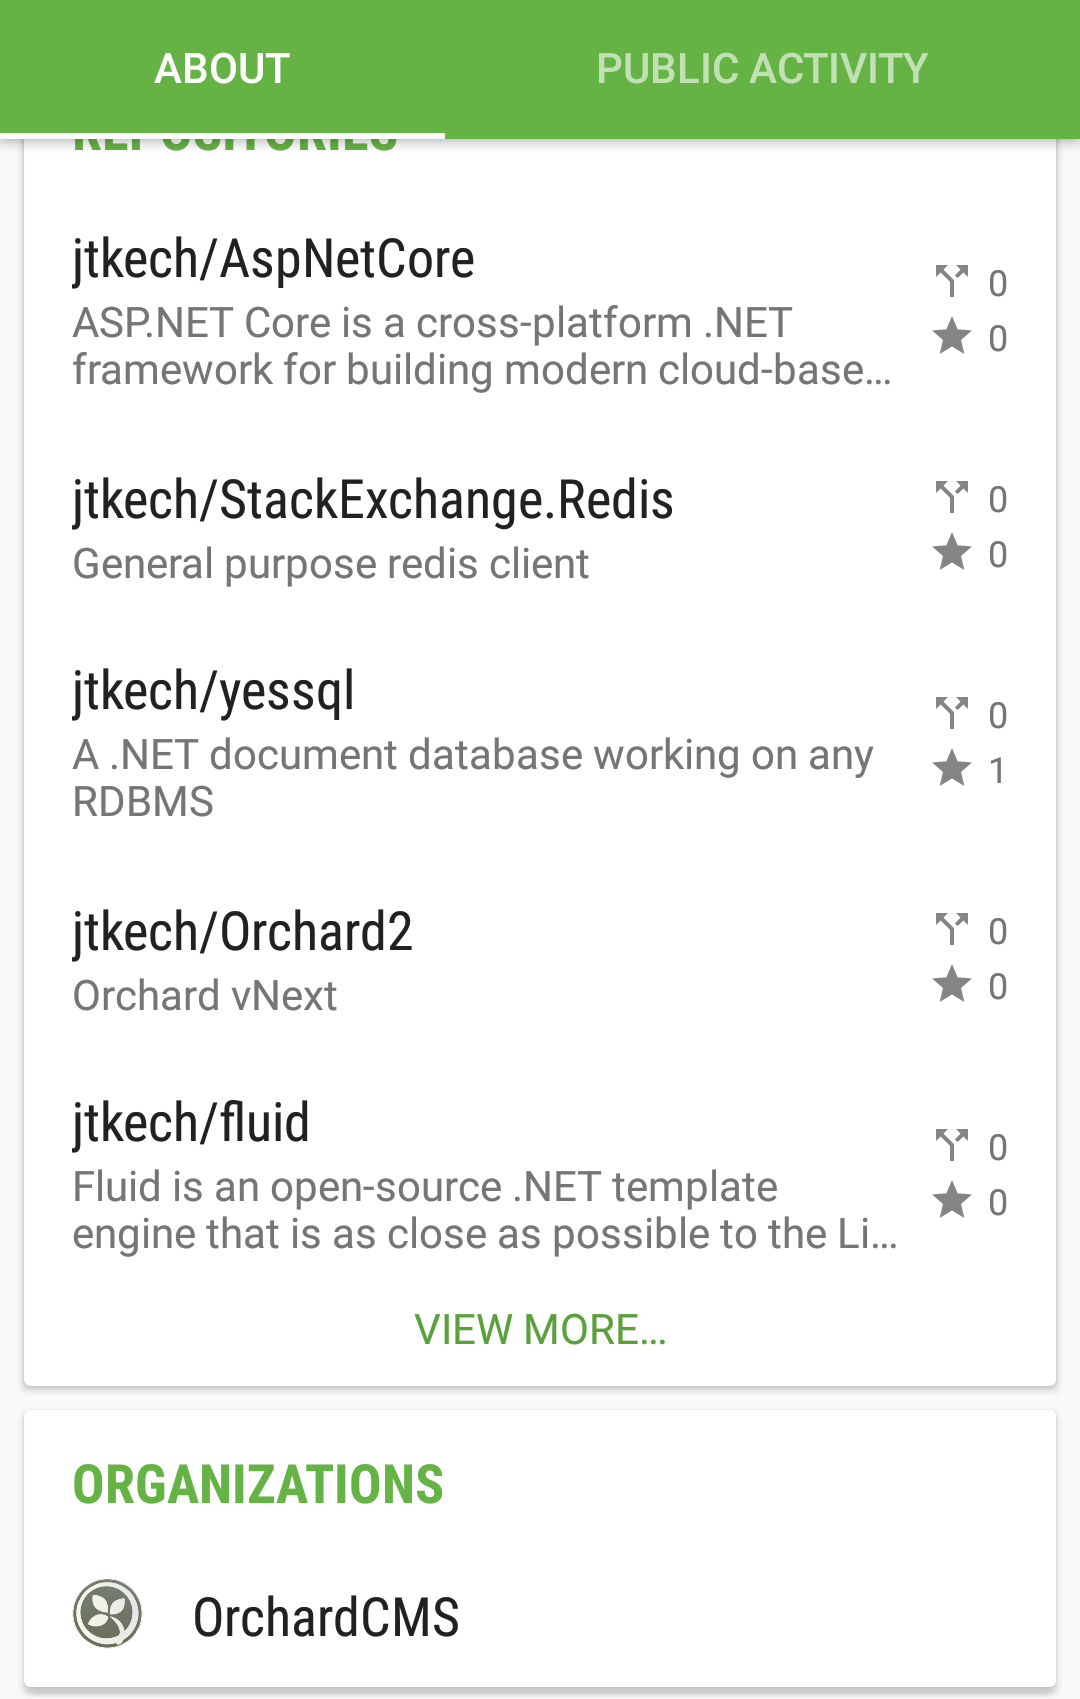 ABOUT
PUBLIC ACTIVITY
REPOSITORIES
jtkech/AspNetCore
ASP.NET Core is a cross-platform .NET
framework for building modern cloud-base...
0
0
jtkech/StackExchange.Redis
General purpose redis client
0
0
jtkech/yessql
A .NET document database working on any
RDBMS
0
1
jtkech/Orchard2
Orchard vNext
0
0
jtkech/fluid
Fluid is an open-source .NET template
engine that is as close as possible to the Li...
0
0
VIEW MORE...
ORGANIZATIONS
OrchardCMS